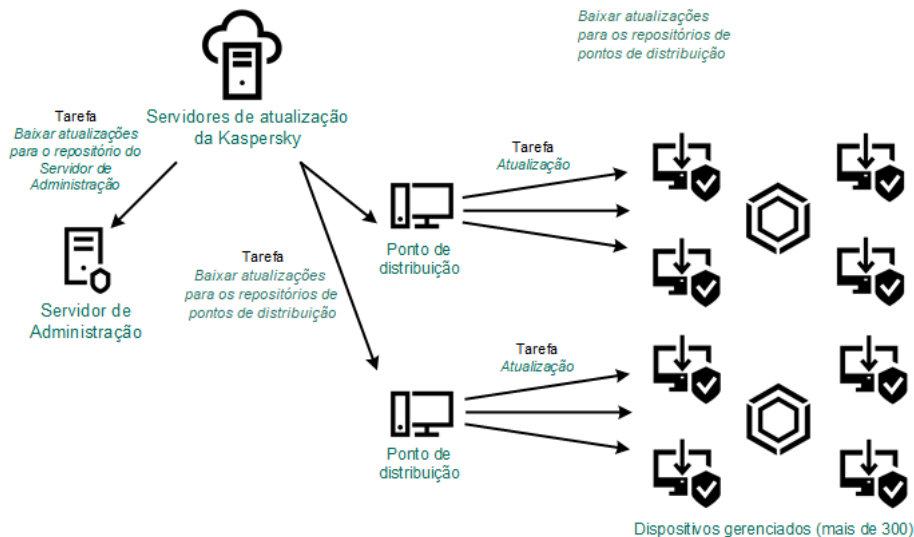 Baixar atualizações
para os repositórios de
pontos de distribuição
Servidores de atualização
da Kaspersky
Tarefa
Baixar atualizações
para o repositório do
Servidor de
Administração
Tarefa
Atualização
Ponto de
distribuição
Tarefa
Baixar atualizações
para os repositórios de
pontos de distribuição
Servidor de
Administração
Tarefa
Atualização
Ponto de
distribuição
Dispositivos gerenciados (mais de 300)